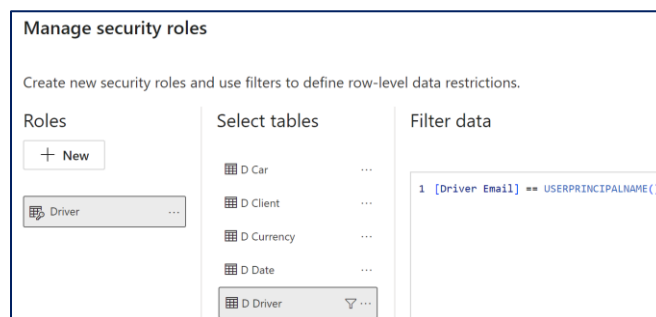 Manage security roles
Create new security roles and use filters to define row-level data restrictions.
Roles
+ New
Driver ...
Select tables
D Car ...
D Client ...
D Currency ...
D Date ...
D Driver ...
Filter data
1 [Driver Email] == USERPRINCIPALNAME()